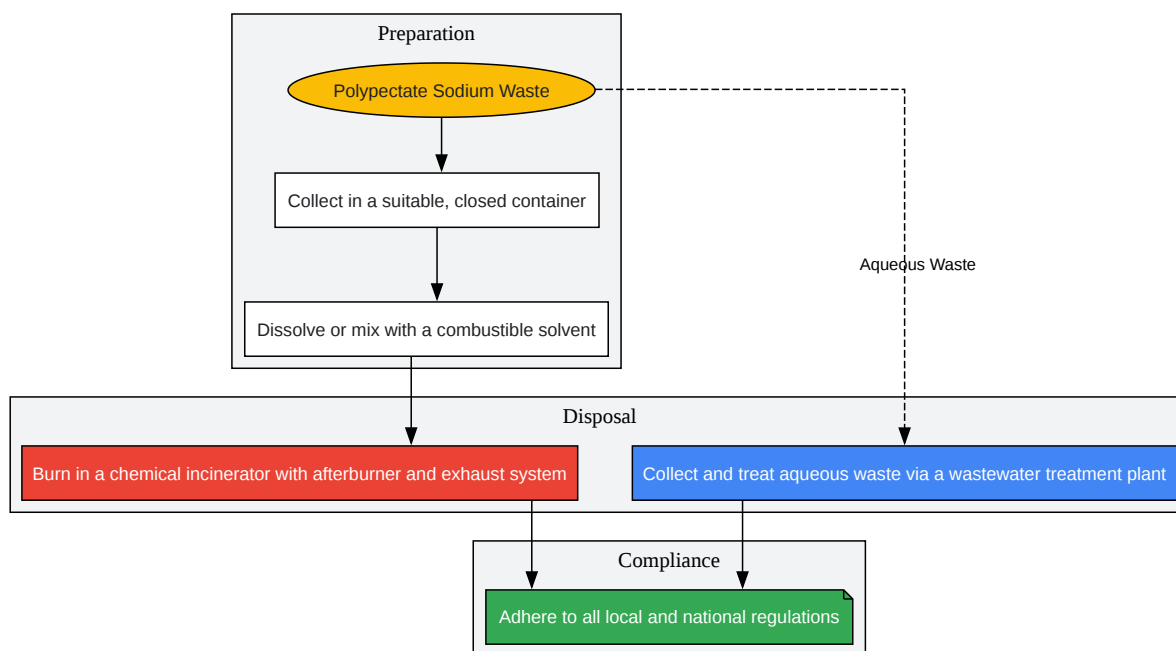 Preparation
Polypectate Sodium Waste
Collect in a suitable, closed container
Aqueous Waste
Dissolve or mix with a combustible solvent
Disposal
Burn in a chemical incinerator with afterburner and exhaust system
Collect and treat aqueous waste via a wastewater treatment plant
Compliance
Adhere to all local and national regulations